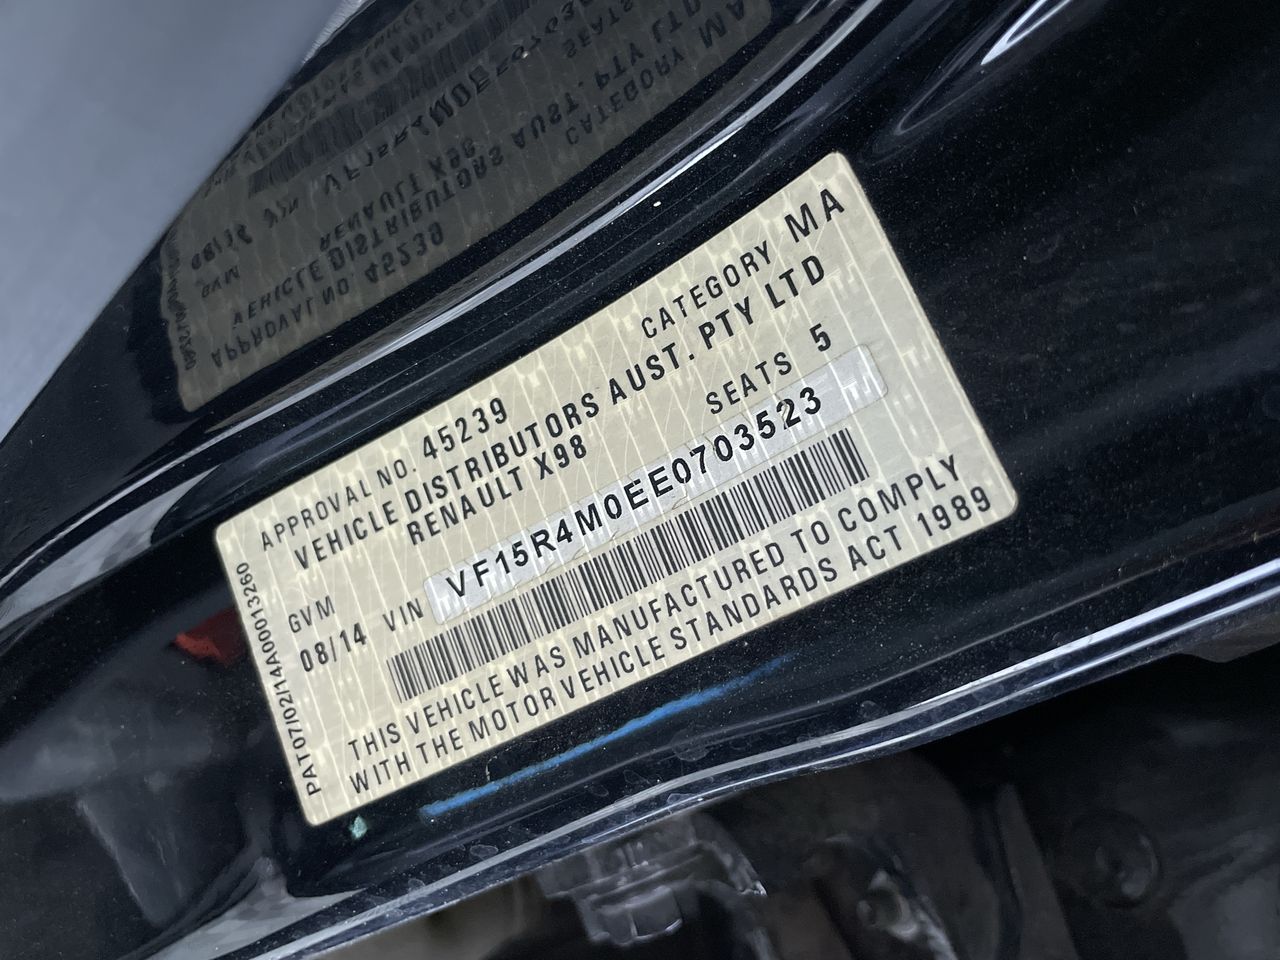 APPROVAL NO. 45239 CATEGORY MA
VEHICLE DISTRIBUTORS AUST. PTY LTD
RENAULT X98 SEATS 5
GVM
08/14 VIN VF15R4M0EE0703523
THIS VEHICLE WAS MANUFACTURED TO COMPLY
WITH THE MOTOR VEHICLE STANDARDS ACT 1989
PAT07/02/14A00013260